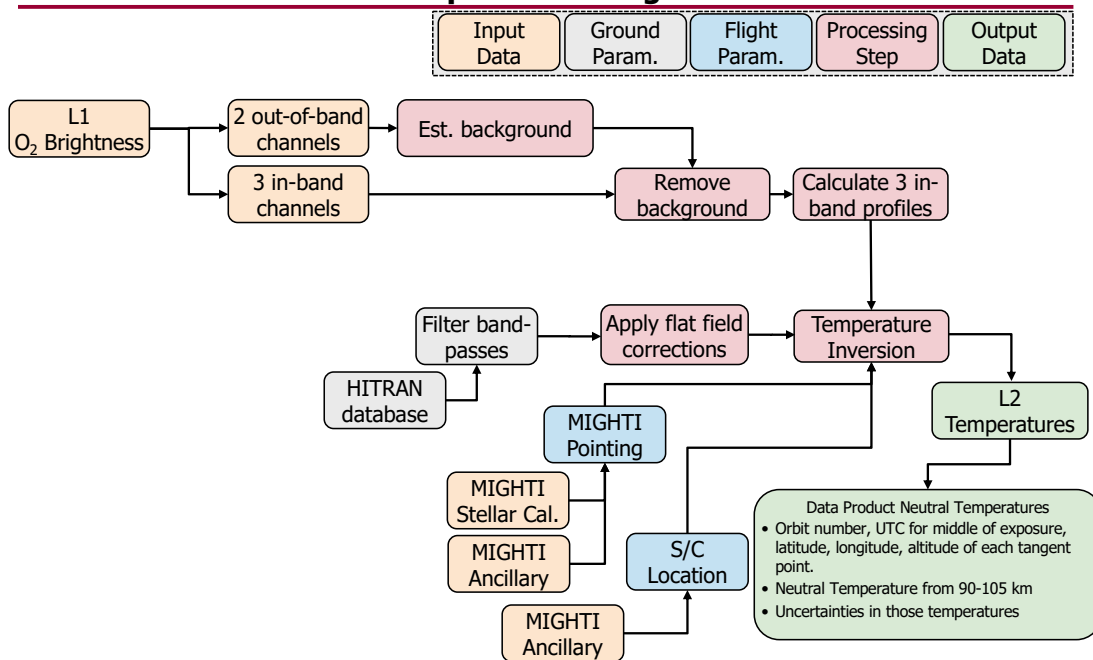 Input
Data
Ground
Param.
Flight
Param.
Processing
Step
Output
Data
L1
O₂ Brightness
2 out-of-band
channels
Est. background
3 in-band
channels
Remove
background
Calculate 3 in-
band profiles
Filter band-
passes
Apply flat field
corrections
Temperature
Inversion
HITRAN
database
MIGHTI
Pointing
L2
Temperatures
MIGHTI
Stellar Cal.
MIGHTI
Ancillary
S/C
Location
MIGHTI
Ancillary
Data Product Neutral Temperatures
• Orbit number, UTC for middle of exposure,
latitude, longitude, altitude of each tangent
point.
• Neutral Temperature from 90-105 km
• Uncertainties in those temperatures